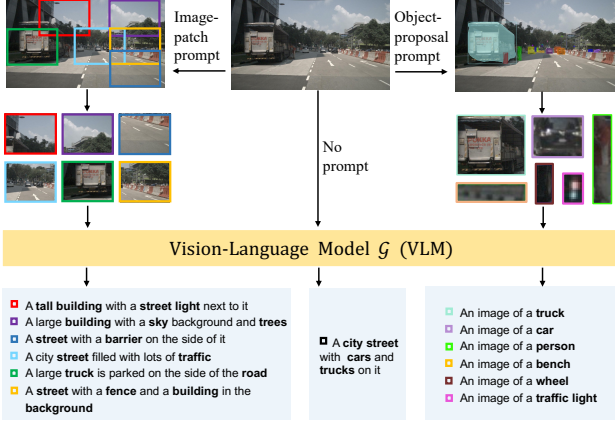 Image-
patch
prompt
Object-
proposal
prompt
No
prompt
Vision-Language Model 𝒢 (VLM)
A tall building with a street light next to it
A large building with a sky background and trees
A street with a barrier on the side of it
A city street filled with lots of traffic
A large truck is parked on the side of the road
A street with a fence and a building in the
background
A city street
with cars and
trucks on it
An image of a truck
An image of a car
An image of a person
An image of a bench
An image of a wheel
An image of a traffic light